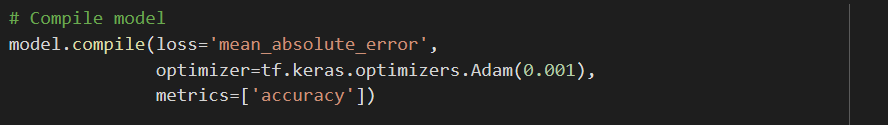 # Compile model
model.compile(loss='mean_absolute_error',
optimizer=tf.keras.optimizers.Adam(0.001),
metrics=['accuracy'])